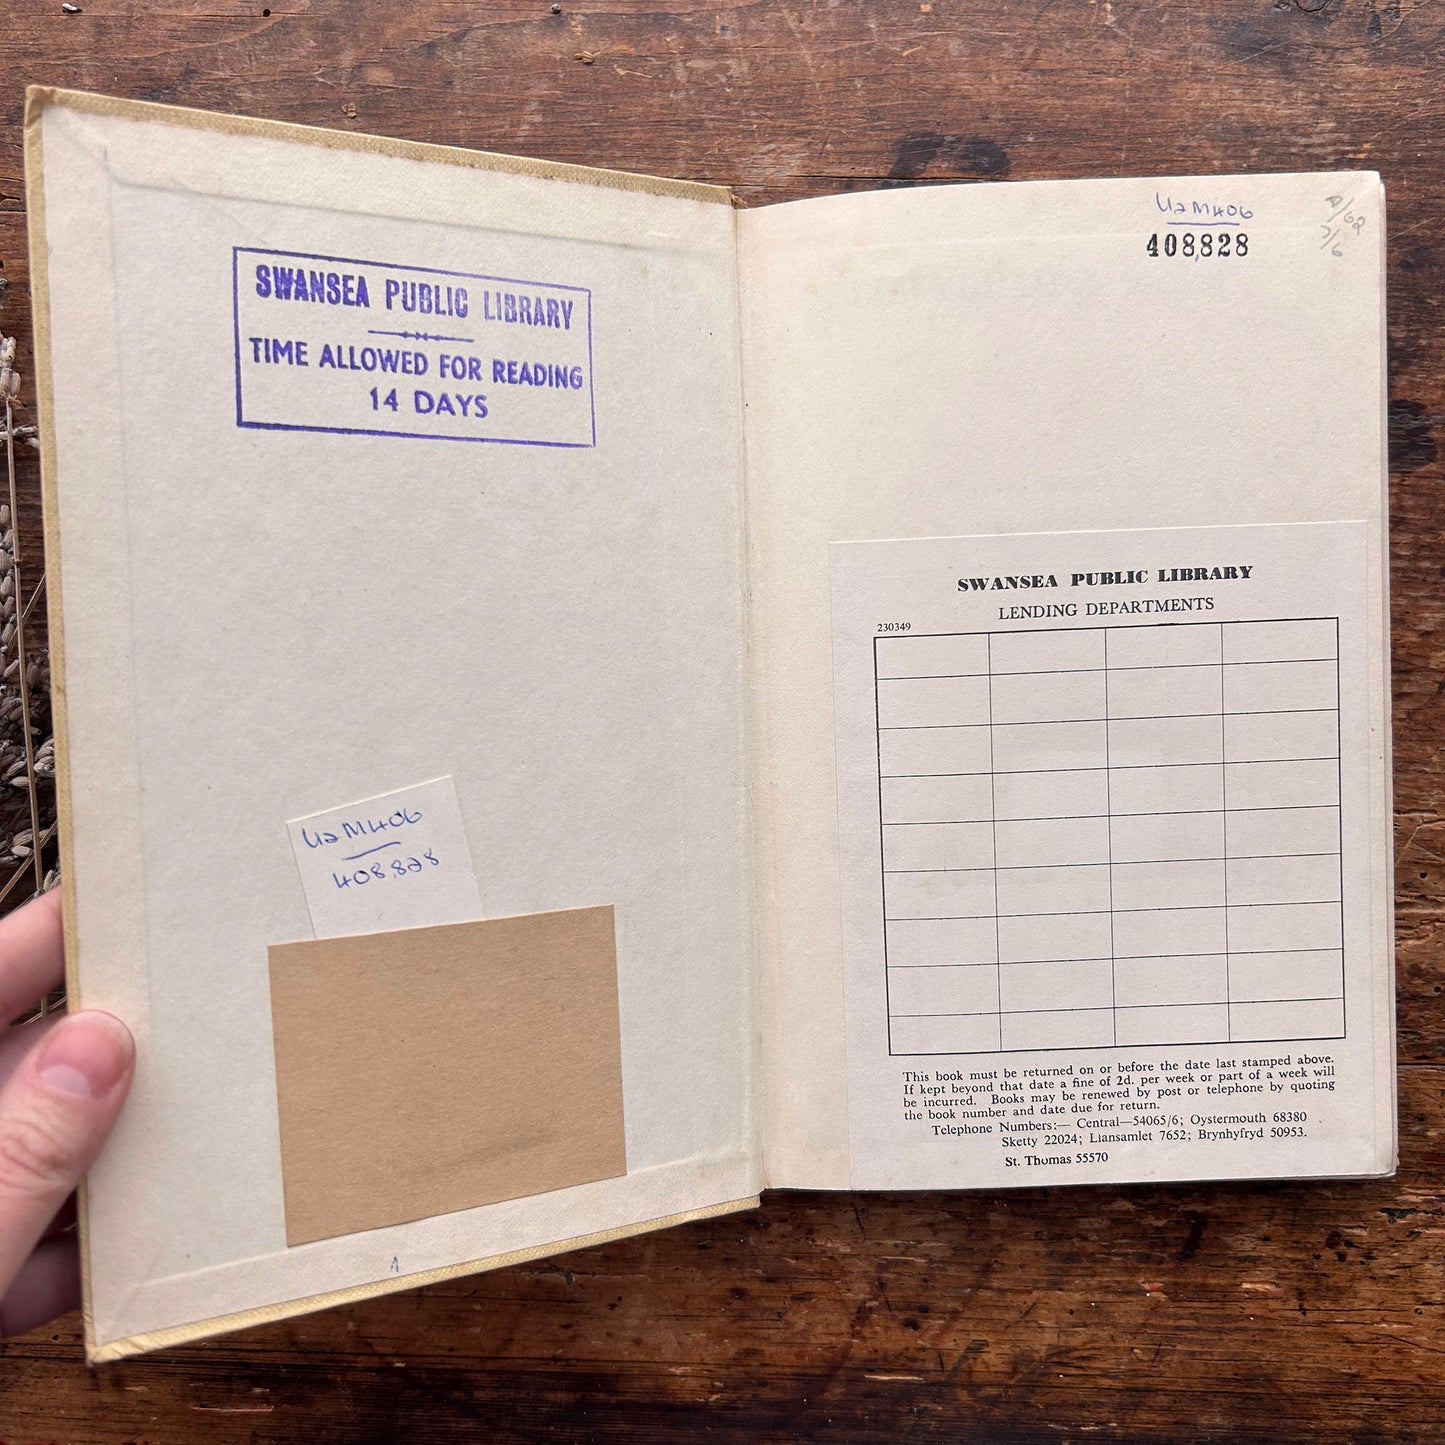 SWANSEA PUBLIC LIBRARY
TIME ALLOWED FOR READING
14 DAYS
408,828
408,828
SWANSEA PUBLIC LIBRARY
LENDING DEPARTMENTS
230349
This book must be returned on or before the date last stamped above.
If kept beyond that date a fine of 2d. per week or part of a week will
be incurred. Books may be renewed by post or telephone by quoting
the book number and date due for return.
Telephone Numbers:— Central—54065/6; Oystermouth 68380
Sketty 22024; Llansamlet 7652; Brynhyfryd 50953.
St. Thomas 55570